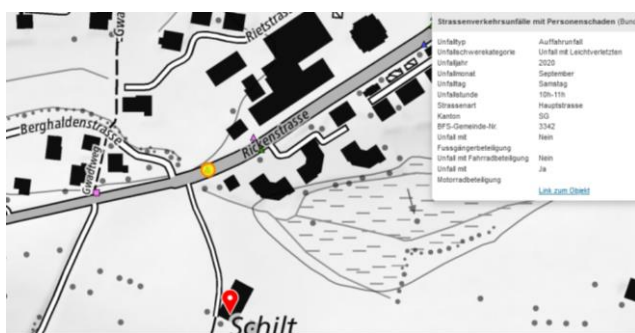 Strassenverkehrsunfälle mit Personenschaden (Bun
Unfalltyp Auffahrunfall
Unfallschwerekategorie Unfall mit Leichtverletzten
Unfalljahr 2020
Unfallmonat September
Unfalltag Samstag
Unfallstunde 10h-11h
Strassenart Hauptstrasse
Kanton SG
BFS-Gemeinde-Nr. 3342
Unfall mit Nein
Fussgängerbeteiligung
Unfall mit Fahrradbeteiligung Nein
Unfall mit Ja
Motorradbeteiligung
Link zum Objekt
Rietstrasse
Rickenstrasse
Berghaldenstrasse
Gwadtweg
Schilt